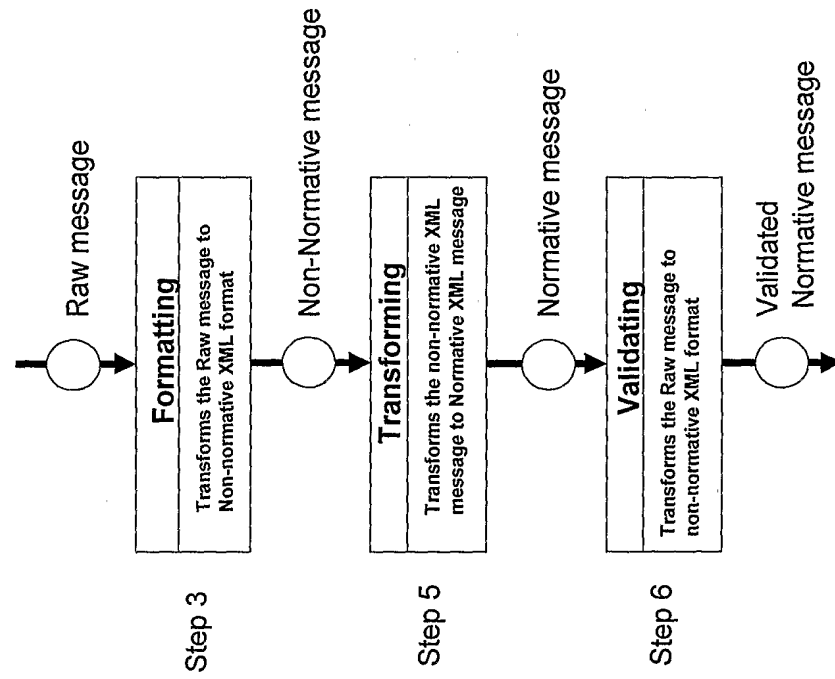 Raw message
Formatting
Transforms the Raw message to
Non-normative XML format
Step 3
Non-Normative message
Transforming
Transforms the non-normative XML
message to Normative XML message
Step 5
Normative message
Validating
Transforms the Raw message to
non-normative XML format
Step 6
Validated
Normative message